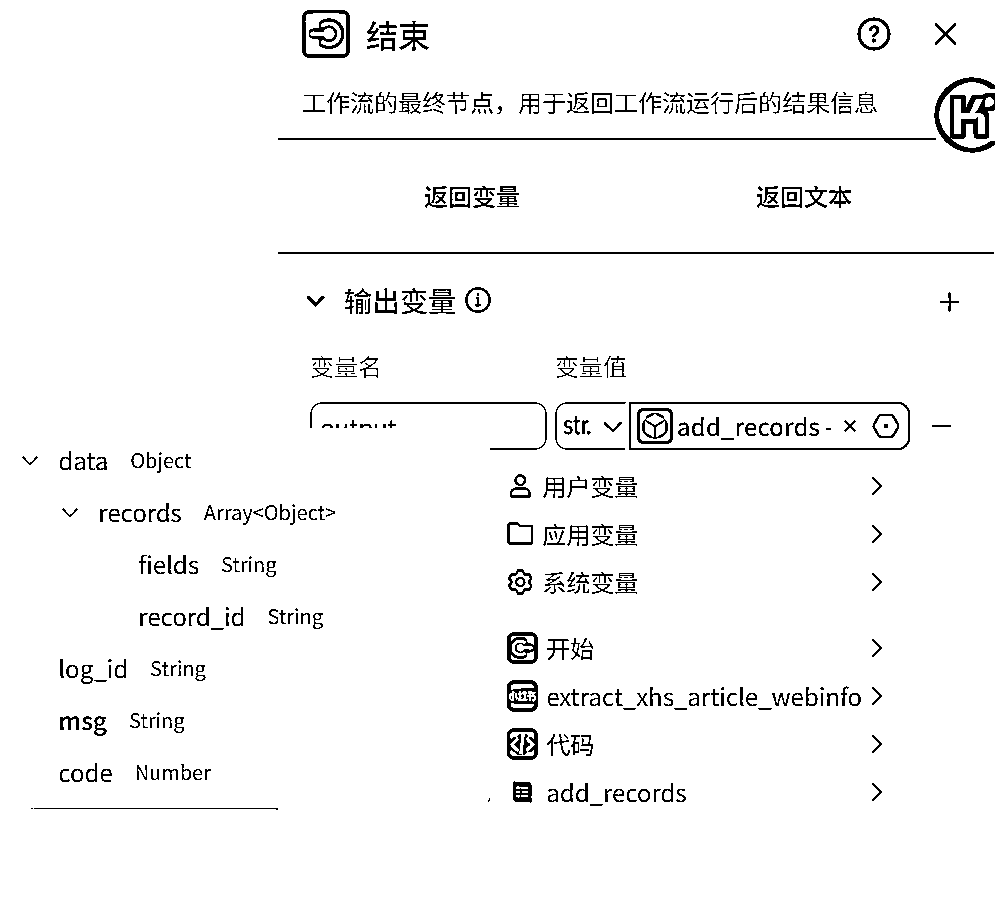 结束
工作流的最终节点，用于返回工作流运行后的结果信息
返回变量 返回文本
输出变量
变量名 变量值
output str. add_records -
data Object
records Array<Object>
fields String
record_id String
log_id String
msg String
code Number
用户变量
应用变量
系统变量
开始
小红书 extract_xhs_article_webinfo
代码
add_records